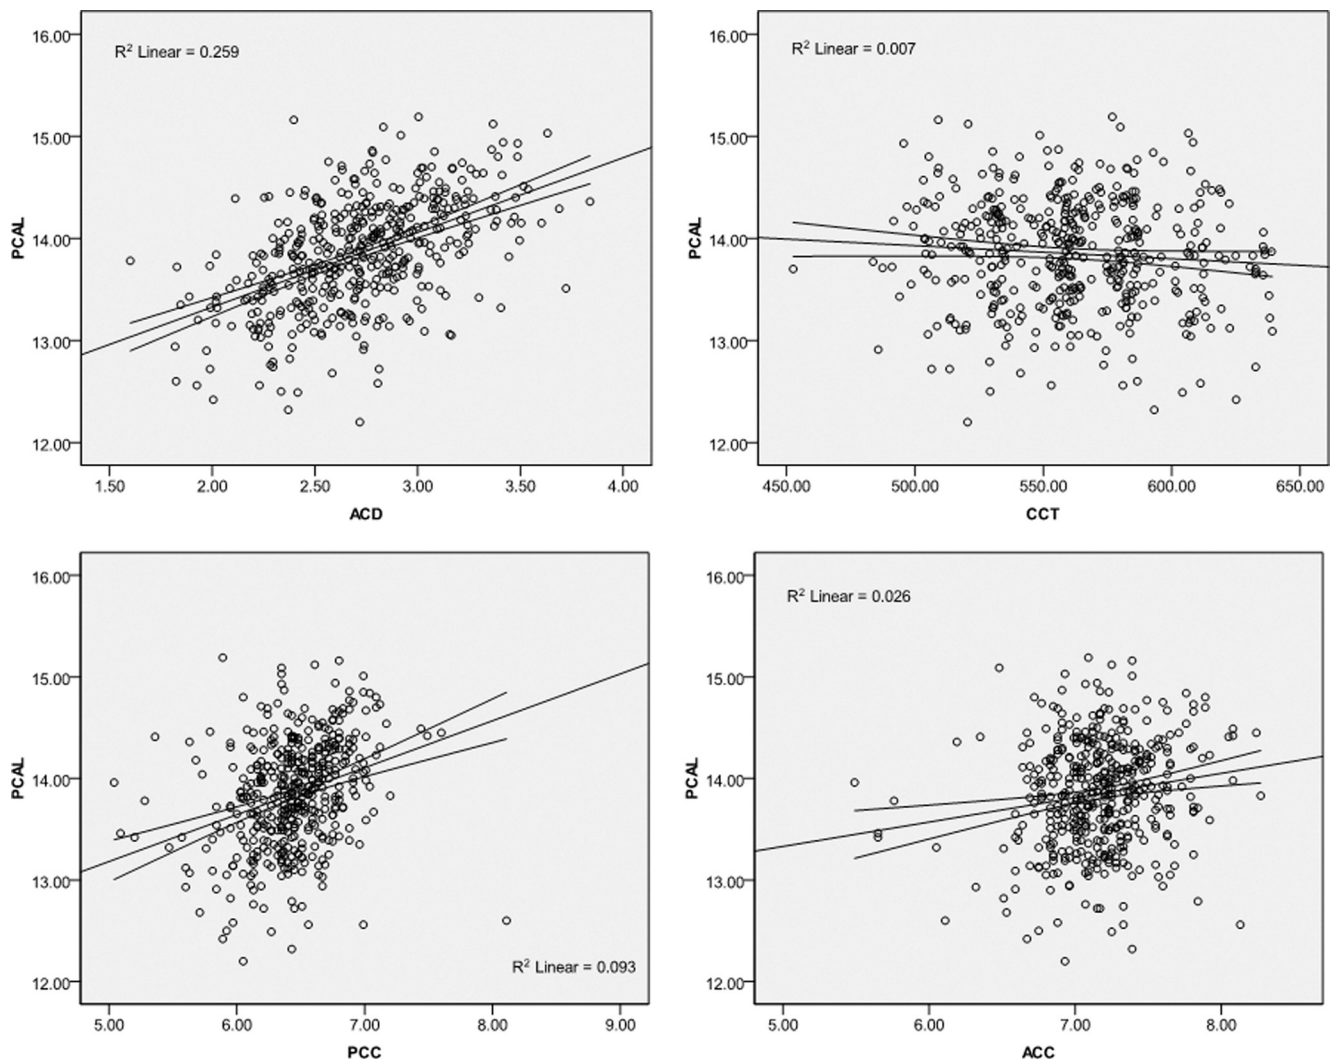 16.00
R² Linear = 0.259
15.00
PCAL
14.00
13.00
12.00
1.50 2.00 2.50 3.00 3.50 4.00
ACD
16.00
R² Linear = 0.007
15.00
PCAL
14.00
13.00
12.00
450.00 500.00 550.00 600.00 650.00
CCT
16.00
15.00
PCAL
14.00
13.00
R² Linear = 0.093
12.00
5.00 6.00 7.00 8.00 9.00
PCC
16.00
R² Linear = 0.026
15.00
PCAL
14.00
13.00
12.00
5.00 6.00 7.00 8.00
ACC